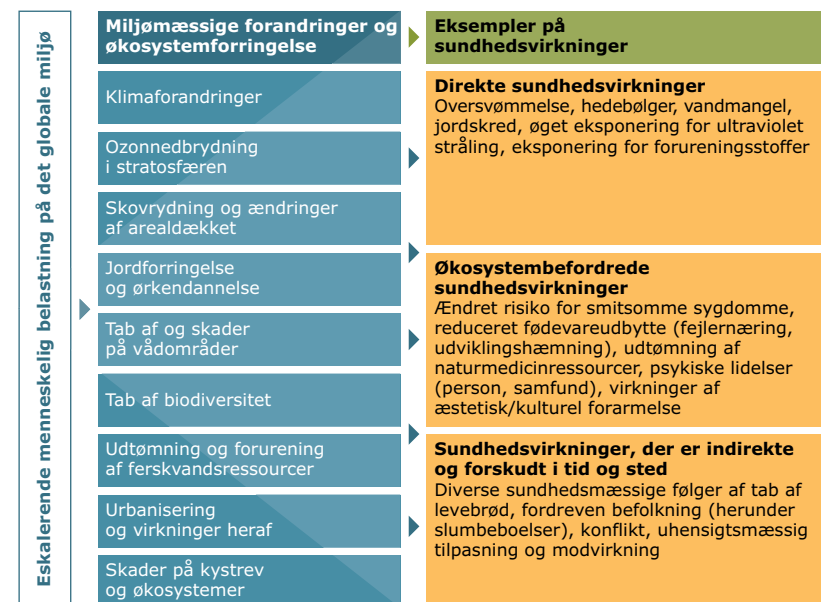 Eskalerende menneskelig belastning på det globale miljø
Miljømæssige forandringer og
økosystemforringelse
Klimaforandringer
Ozonnedbrydning
i stratosfæren
Skovrydning og ændringer
af arealdækket
Jordforringelse
og ørkendannelse
Tab af og skader
på vådområder
Tab af biodiversitet
Udtømning og forurening
af ferskvandsressourcer
Urbanisering
og virkninger heraf
Skader på kystrev
og økosystemer
Eksempler på
sundhedsvirkninger
Direkte sundhedsvirkninger
Oversvømmelse, hedebølger, vandmangel,
jordskred, øget eksponering for ultraviolet
stråling, eksponering for forureningsstoffer
Økosystembefordrede
sundhedsvirkninger
Ændret risiko for smitsomme sygdomme,
reduceret fødevareudbytte (fejlernæring,
udviklingshæmning), udtømning af
naturmedicinressourcer, psykiske lidelser
(person, samfund), virkninger af
æstetisk/kulturel forarmelse
Sundhedsvirkninger, der er indirekte
og forskudt i tid og sted
Diverse sundhedsmæssige følger af tab af
levebrød, fordreven befolkning (herunder
slumbeboelser), konflikt, uhensigtsmæssig
tilpasning og modvirkning